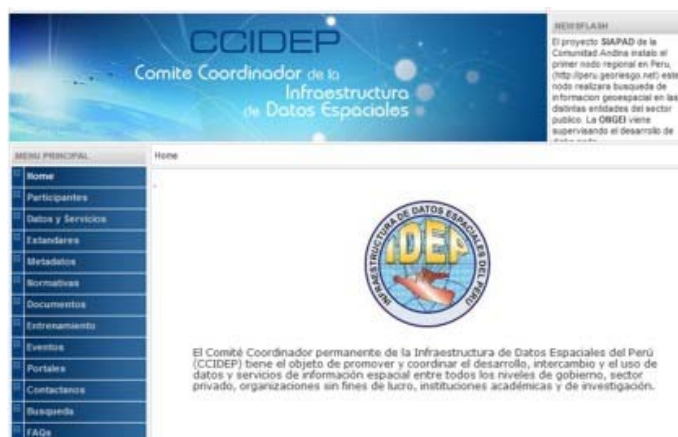 CCIDEP
Comite Coordinador de la
Infraestructura
de Datos Espaciales
NEWSFLASH
El proyecto SIAPAD de la
Comunidad Andina instalo el
primer nodo regional en Peru,
(http://peru.georiesgo.net) este
nodo realizara busqueda de
informacion geoespacial en las
distintas entidades del sector
publico. La ONGEI viene
supervisando el desarrollo de
MENU PRINCIPAL
Home
Home
Participantes
Datos y Servicios
Estandares
Metadatos
Normativas
Documentos
Entrenamiento
Eventos
Portales
Contactanos
Busqueda
FAQs
INFRAESTRUCTURA DE DATOS ESPACIALES DEL PERU
IDEP
El Comité Coordinador permanente de la Infraestructura de Datos Espaciales del Perú
(CCIDEP) tiene el objeto de promover y coordinar el desarrollo, intercambio y el uso de
datos y servicios de información espacial entre todos los niveles de gobierno, sector
privado, organizaciones sin fines de lucro, instituciones académicas y de investigación.